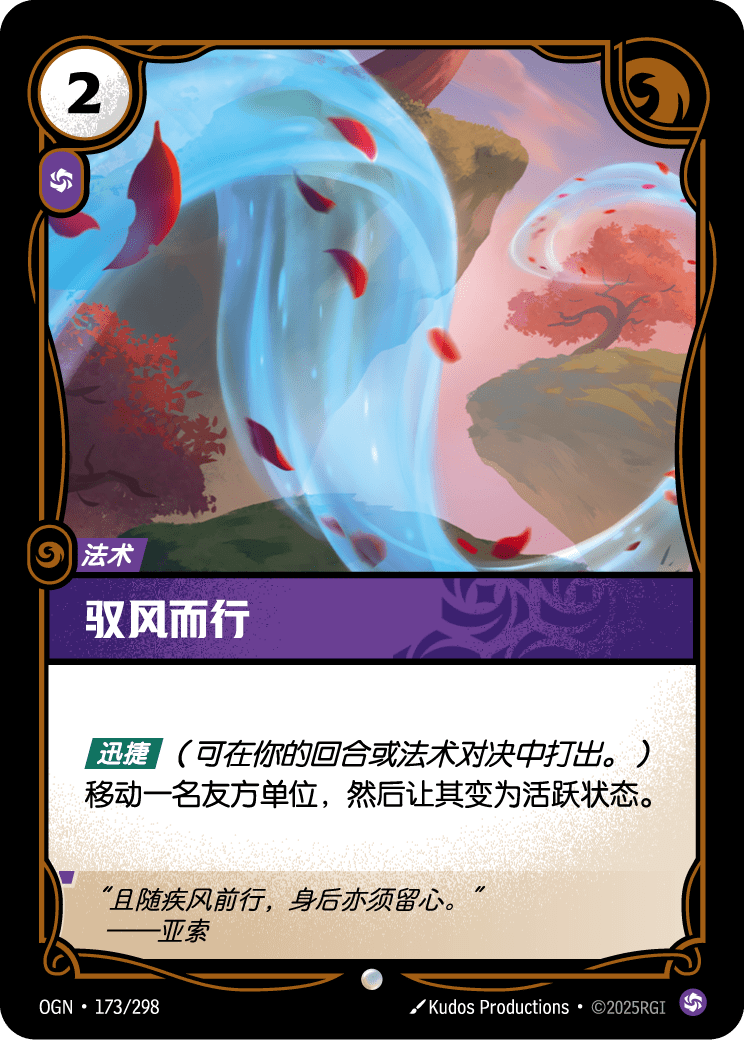 2
法术
驭风而行
迅捷（可在你的回合或法术对决中打出。）
移动一名友方单位，然后让其变为活跃状态。
“且随疾风前行，身后亦须留心。”
——亚索
OGN • 173/298 Kudos Productions • ©2025RGI